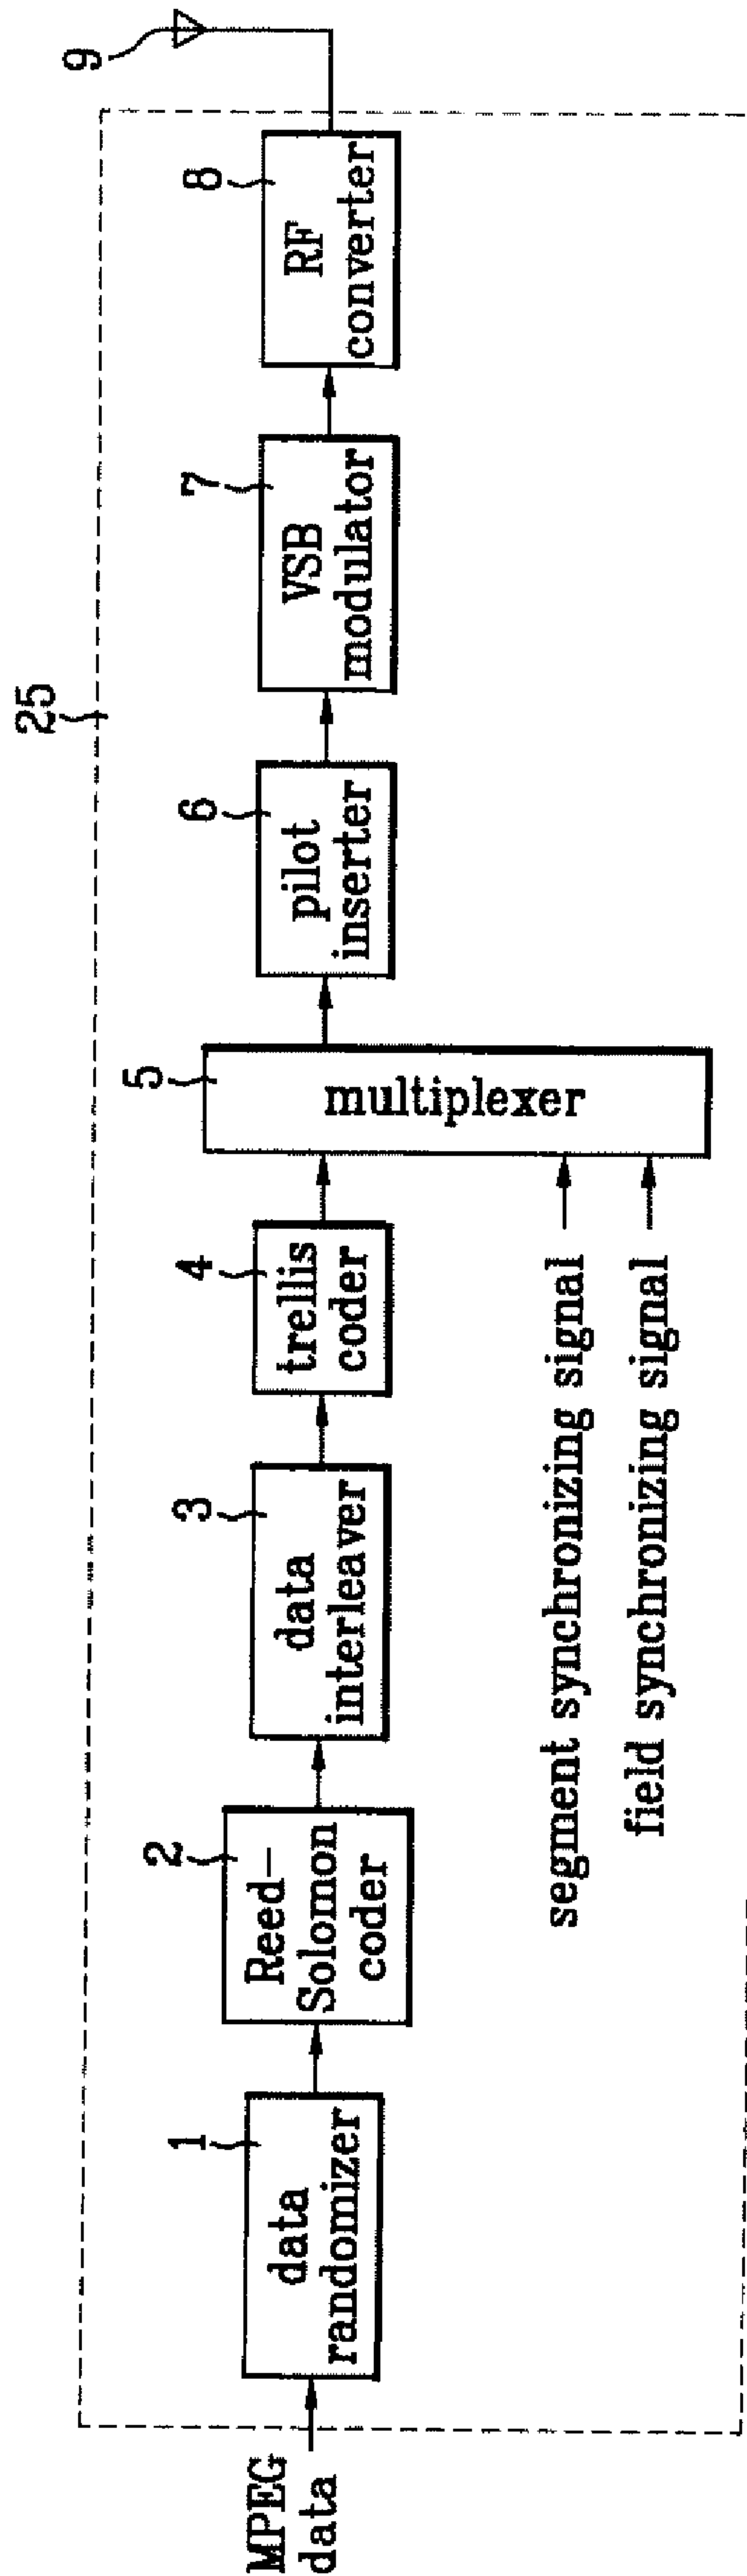 25
MPEG
data
1
data
randomizer
2
Reed-
Solomon
coder
3
data
interleaver
4
trellis
coder
5
multiplexer
6
pilot
inserter
7
VSB
modulator
8
RF
converter
9
segment synchronizing signal
field synchronizing signal